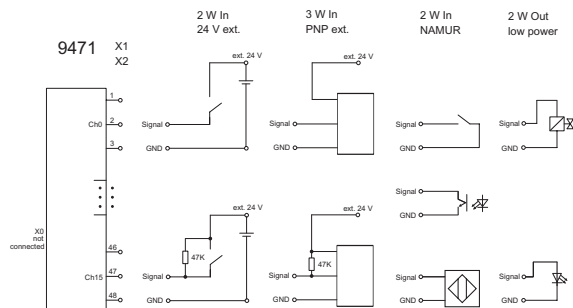 2 W In
24 V ext.
3 W In
PNP ext.
2 W In
NAMUR
2 W Out
low power
9471
X1
X2
ext. 24 V
ext. 24 V
1
Ch0
2
3
Signal
GND
Signal
GND
Signal
GND
Signal
GND
Signal
GND
X0
not
connected
ext. 24 V
ext. 24 V
47K
47K
46
Ch15
47
48
Signal
GND
Signal
GND
Signal
GND
Signal
GND